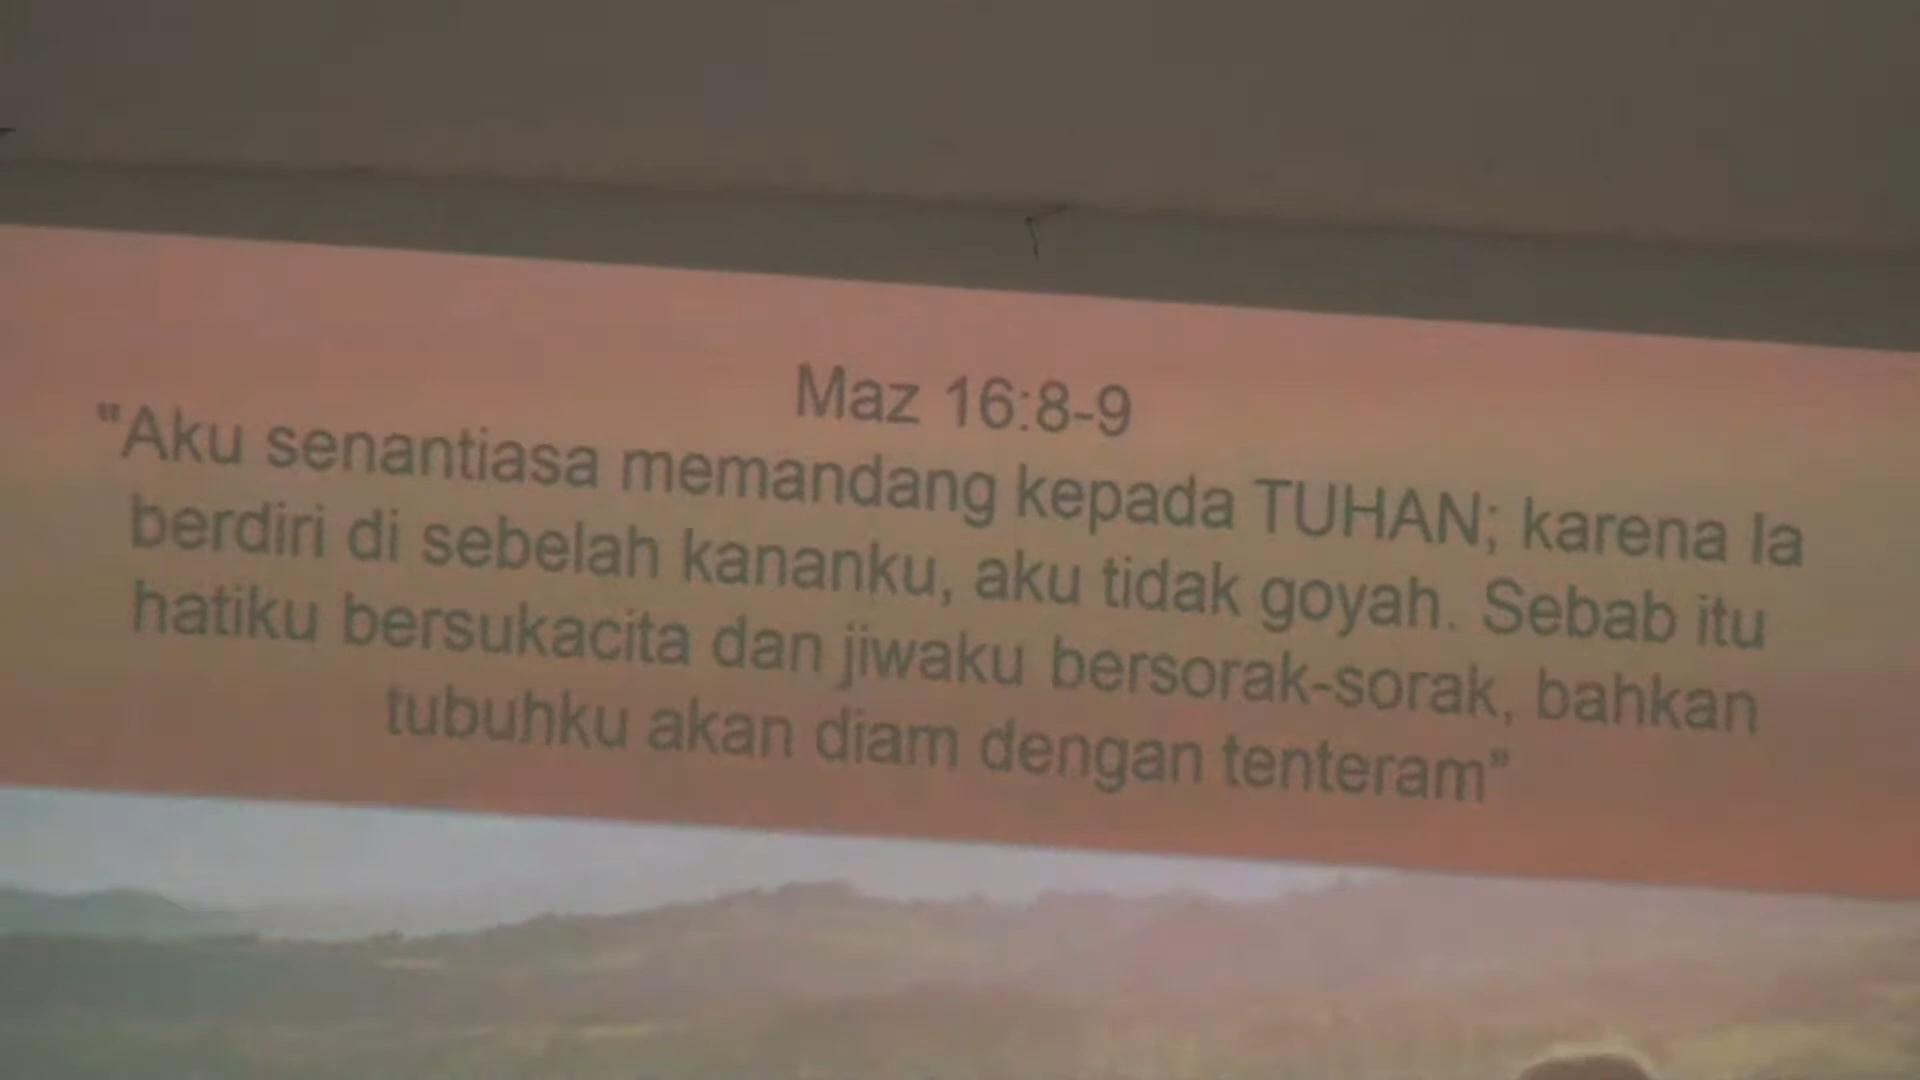 Maz 16:8-9
"Aku senantiasa memandang kepada TUHAN; karena Ia
berdiri di sebelah kananku, aku tidak goyah. Sebab itu
hatiku bersukacita dan jiwaku bersorak-sorak, bahkan
tubuhku akan diam dengan tenteram"